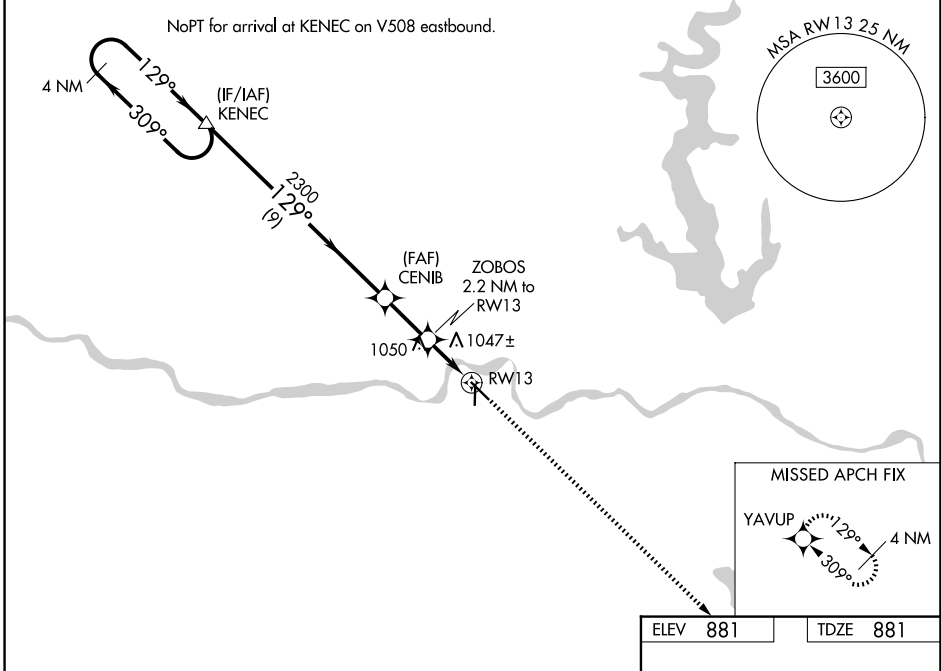 NoPT for arrival at KENEC on V508 eastbound.
MSA RW13 25 NM
3600
4 NM
129°
309°
(IF/IAF)
KENEC
2300
129°
(9)
(FAF)
CENIB
ZOBOS
2.2 NM to
RW13
1050
1047±
RW13
MISSED APCH FIX
YAVUP
129°
4 NM
309°
ELEV 881
TDZE 881